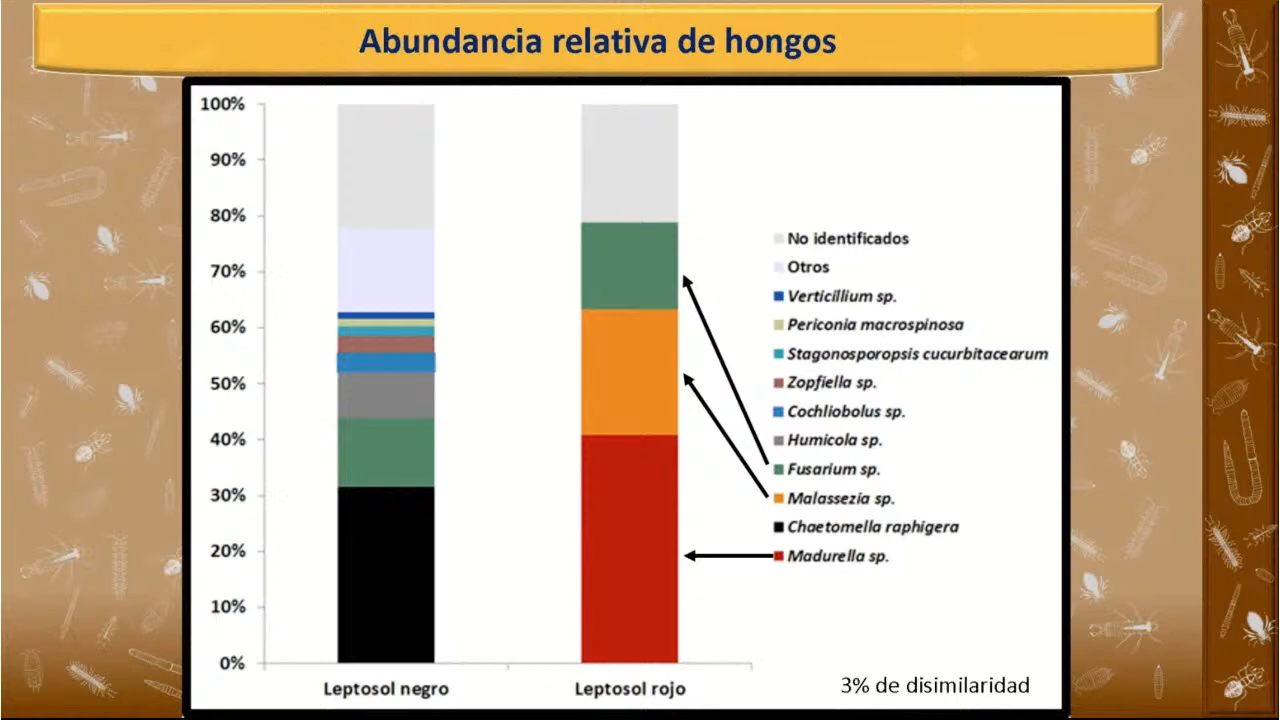 Abundancia relativa de hongos
100%
90%
80%
70%
60%
50%
40%
30%
20%
10%
0%
Leptosol negro
Leptosol rojo
No identificados
Otros
Verticillium sp.
Periconia macrospinosa
Stagonosporopsis cucurbitacearum
Zopfiella sp.
Cochliobolus sp.
Humicola sp.
Fusarium sp.
Malassezia sp.
Chaetomella raphigera
Madurella sp.
3% de disimilaridad